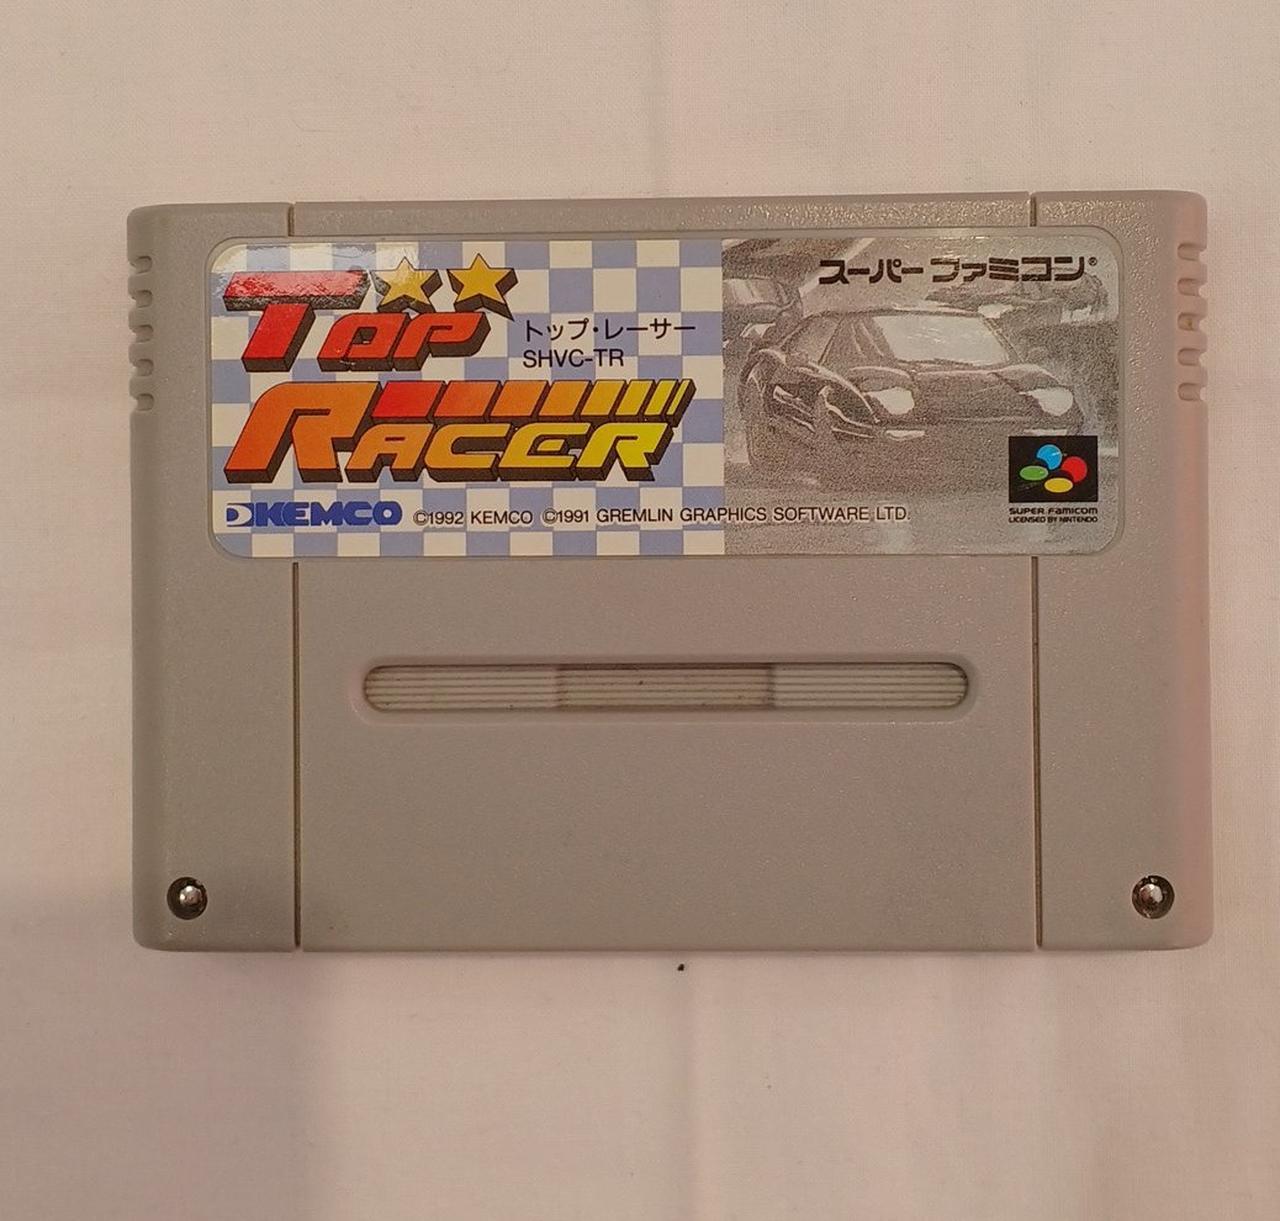 TOP
RACER
トップ・レーサー
SHVC-TR
スーパーファミコン®
KEMCO
©1992 KEMCO ©1991 GREMLIN GRAPHICS SOFTWARE LTD.
SUPER FAMICOM
LICENSED BY NINTENDO